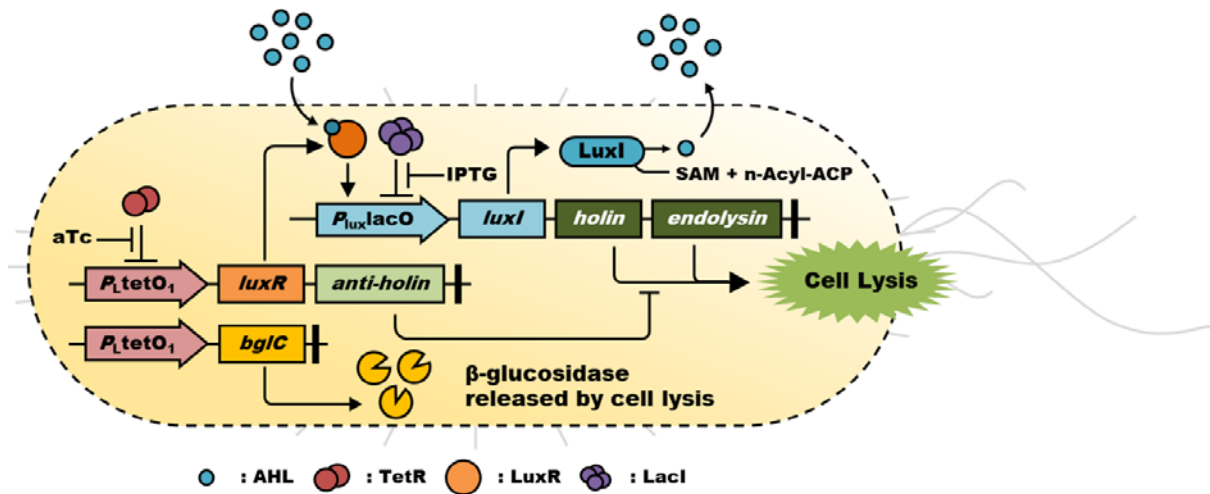 LuxI
SAM + n-Acyl-ACP
IPTG
PluxlacO
luxI
holin
endolysin
aTc
PLtetO1
luxR
anti-holin
Cell Lysis
PLtetO1
bglC
β-glucosidase
released by cell lysis
: AHL
: TetR
: LuxR
: LacI